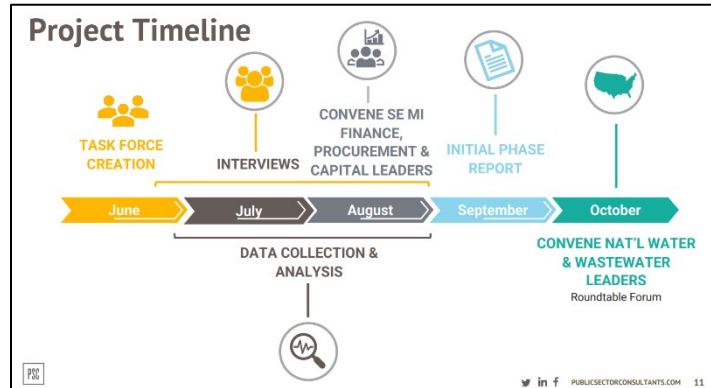 Project Timeline
TASK FORCE
CREATION
INTERVIEWS
CONVENE SE MI
FINANCE,
PROCUREMENT &
CAPITAL LEADERS
INITIAL PHASE
REPORT
June
July
August
September
October
DATA COLLECTION &
ANALYSIS
CONVENE NAT'L WATER
& WASTEWATER
LEADERS
Roundtable Forum
PSC
PUBLICSECTORCONSULTANTS.COM 11